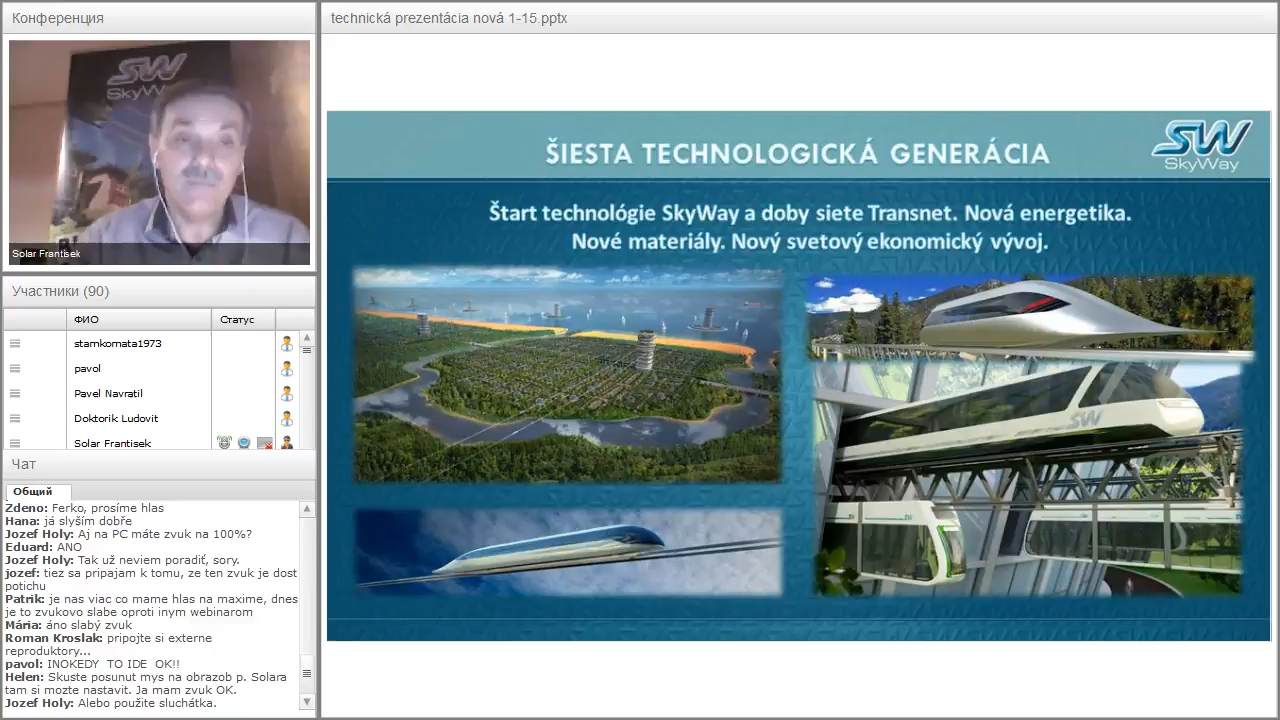 Конференция
SW
SkyWay
Solar Frantisek
Участники (90)
ФИО
Статус
stamkomata1973
pavol
Pavel Navratil
Doktorik Ludovit
Solar Frantisek
Чат
Общий
Zdeno: Ferko, prosíme hlas
Hana: já slyším dobře
Jozef Holy: Aj na PC máte zvuk na 100%?
Eduard: ANO
Jozef Holy: Tak už neviem poradiť, sory.
jozef: tiez sa pripajam k tomu, ze ten zvuk je dost
potichu
Patrik: je nas viec co mame hlas na maxime, dnes
je to zvukovo slabe oproti inym webinarom
Mária: áno slabý zvuk
Roman Kroslak: pripojte si externe
reproduktory...
pavol: INOKEDY TO IDE OK!!
Helen: Skuste posunut mys na obrazob p. Solara
tam si mozte nastavit. Ja mam zvuk OK.
Jozef Holy: Alebo použite sluchátka.
technická prezentácia nová 1-15.pptx
ŠIESTA TECHNOLOGICKÁ GENERÁCIA
SW
SkyWay
Štart technológie SkyWay a doby siete Transnet. Nová energetika.
Nové materiály. Nový svetový ekonomický vývoj.
SW